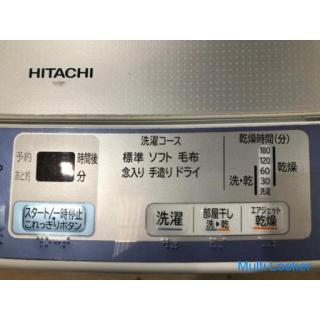 HITACHI
予約
時間後
あと約
分
洗濯コース
標準 ソフト 毛布
念入り 手造り ドライ
乾燥時間(分)
180
120
60
30
洗濯
洗・乾
乾燥
スタート/一時停止
これっきりボタン
洗濯
部屋干し
洗▸乾
エアジェット
乾燥
Multi Looker